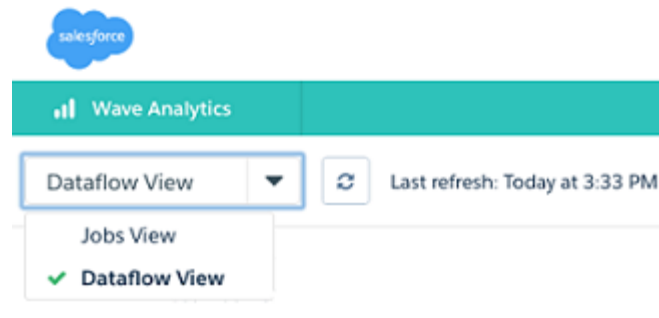 salesforce
Wave Analytics
Dataflow View
Last refresh: Today at 3:33 PM
Jobs View
Dataflow View